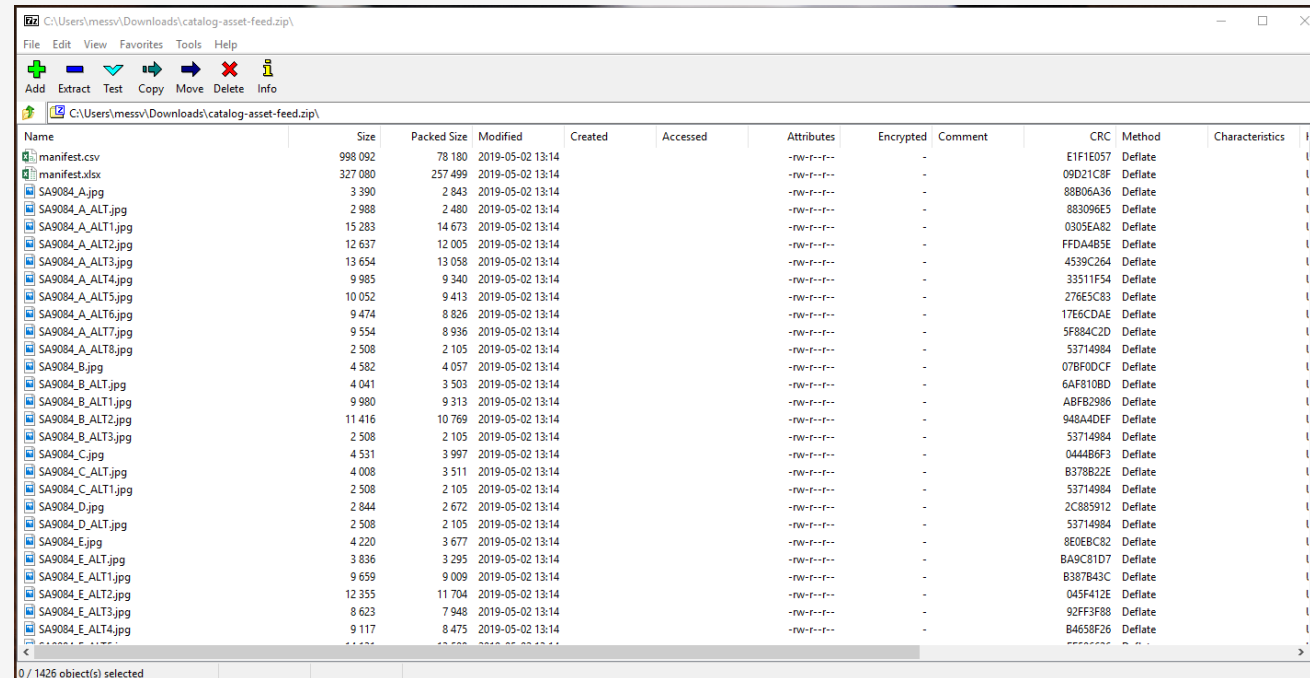 C:\Users\messv\Downloads\catalog-asset-feed.zip\
File Edit View Favorites Tools Help
Add Extract Test Copy Move Delete Info
C:\Users\messv\Downloads\catalog-asset-feed.zip\
Name Size Packed Size Modified Created Accessed Attributes Encrypted Comment CRC Method Characteristics
manifest.csv 998 092 78 180 2019-05-02 13:14 -rw-r--r-- - E1F1E057 Deflate
manifest.xlsx 327 080 257 499 2019-05-02 13:14 -rw-r--r-- - 09D21C8F Deflate
SA9084_A.jpg 3 390 2 843 2019-05-02 13:14 -rw-r--r-- - 88B06A36 Deflate
SA9084_A_ALT.jpg 2 988 2 480 2019-05-02 13:14 -rw-r--r-- - 883096E5 Deflate
SA9084_A_ALT1.jpg 15 283 14 673 2019-05-02 13:14 -rw-r--r-- - 0305EA82 Deflate
SA9084_A_ALT2.jpg 12 637 12 005 2019-05-02 13:14 -rw-r--r-- - FFDA4B5E Deflate
SA9084_A_ALT3.jpg 13 654 13 058 2019-05-02 13:14 -rw-r--r-- - 4539C264 Deflate
SA9084_A_ALT4.jpg 9 985 9 340 2019-05-02 13:14 -rw-r--r-- - 33511F54 Deflate
SA9084_A_ALT5.jpg 10 052 9 413 2019-05-02 13:14 -rw-r--r-- - 276E5C83 Deflate
SA9084_A_ALT6.jpg 9 474 8 826 2019-05-02 13:14 -rw-r--r-- - 17E6CDAE Deflate
SA9084_A_ALT7.jpg 9 554 8 936 2019-05-02 13:14 -rw-r--r-- - 5F884C2D Deflate
SA9084_A_ALT8.jpg 2 508 2 105 2019-05-02 13:14 -rw-r--r-- - 53714984 Deflate
SA9084_B.jpg 4 582 4 057 2019-05-02 13:14 -rw-r--r-- - 07BF0DCF Deflate
SA9084_B_ALT.jpg 4 041 3 503 2019-05-02 13:14 -rw-r--r-- - 6AF810BD Deflate
SA9084_B_ALT1.jpg 9 980 9 313 2019-05-02 13:14 -rw-r--r-- - ABFB2986 Deflate
SA9084_B_ALT2.jpg 11 416 10 769 2019-05-02 13:14 -rw-r--r-- - 948A4DEF Deflate
SA9084_B_ALT3.jpg 2 508 2 105 2019-05-02 13:14 -rw-r--r-- - 53714984 Deflate
SA9084_C.jpg 4 531 3 997 2019-05-02 13:14 -rw-r--r-- - 0444B6F3 Deflate
SA9084_C_ALT.jpg 4 008 3 511 2019-05-02 13:14 -rw-r--r-- - B378B22E Deflate
SA9084_C_ALT1.jpg 2 508 2 105 2019-05-02 13:14 -rw-r--r-- - 53714984 Deflate
SA9084_D.jpg 2 844 2 672 2019-05-02 13:14 -rw-r--r-- - 2C885912 Deflate
SA9084_D_ALT.jpg 2 508 2 105 2019-05-02 13:14 -rw-r--r-- - 53714984 Deflate
SA9084_E.jpg 4 220 3 677 2019-05-02 13:14 -rw-r--r-- - 8E0EBC82 Deflate
SA9084_E_ALT.jpg 3 836 3 295 2019-05-02 13:14 -rw-r--r-- - BA9C81D7 Deflate
SA9084_E_ALT1.jpg 9 659 9 009 2019-05-02 13:14 -rw-r--r-- - B387B43C Deflate
SA9084_E_ALT2.jpg 12 355 11 704 2019-05-02 13:14 -rw-r--r-- - 045F412E Deflate
SA9084_E_ALT3.jpg 8 623 7 948 2019-05-02 13:14 -rw-r--r-- - 92FF3F88 Deflate
SA9084_E_ALT4.jpg 9 117 8 475 2019-05-02 13:14 -rw-r--r-- - B4658F26 Deflate
0 / 1426 object(s) selected